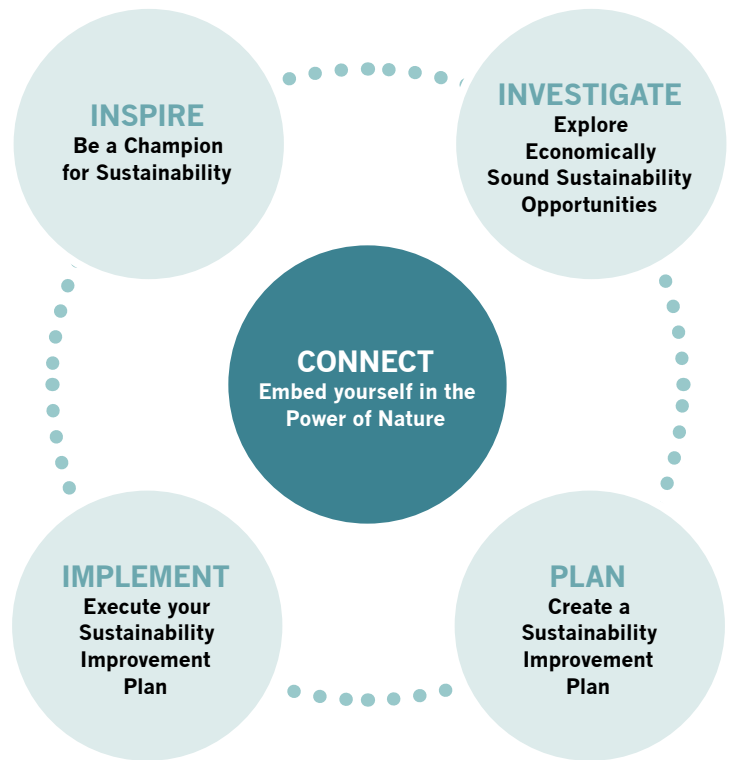 INSPIRE
Be a Champion
for Sustainability
INVESTIGATE
Explore
Economically
Sound Sustainability
Opportunities
CONNECT
Embed yourself in the
Power of Nature
IMPLEMENT
Execute your
Sustainability
Improvement
Plan
PLAN
Create a
Sustainability
Improvement
Plan